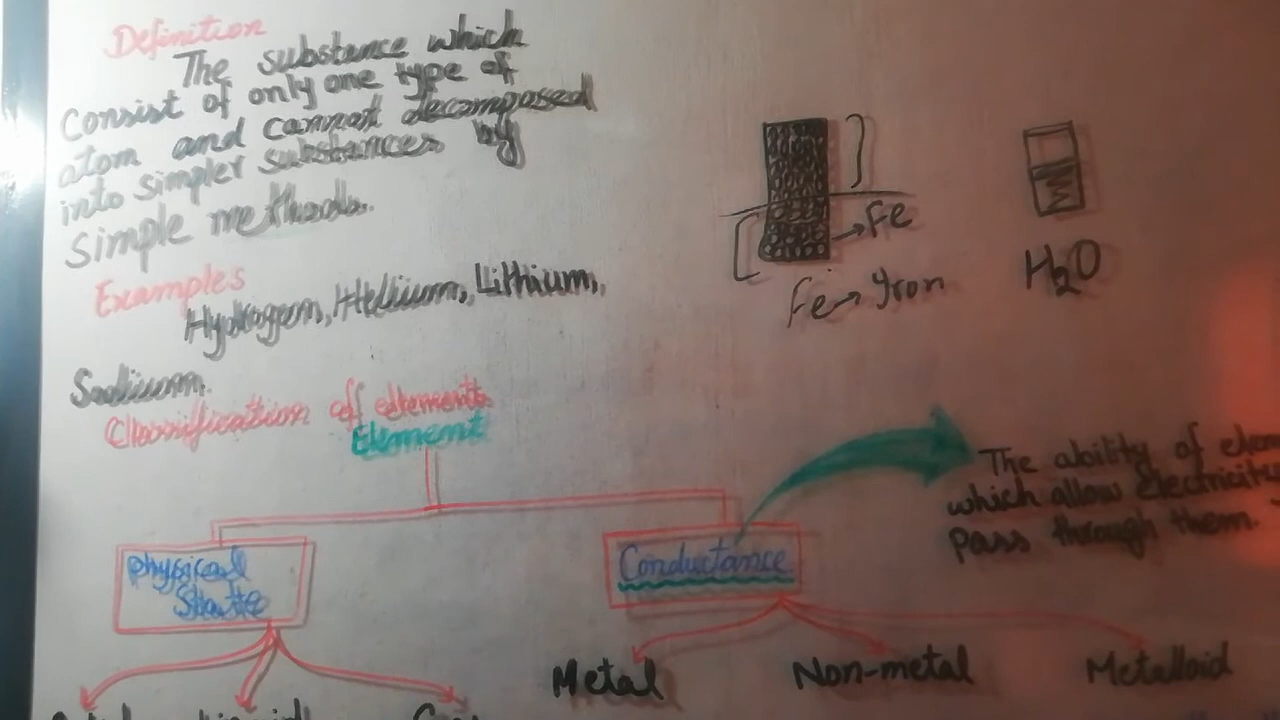 Definition
The substance which
Consist of only one type of
atom and cannot decomposed
into simpler substances by
Simple methods.
Examples
Hydrogen, Helium, Lithium,
Sodium.
Classification of elements
Element
Physical
State
Conductance
The ability of
which allow electricity
pass through them.
Metal
Non-metal
Metalloid
Fe
Fe → Iron
H₂O